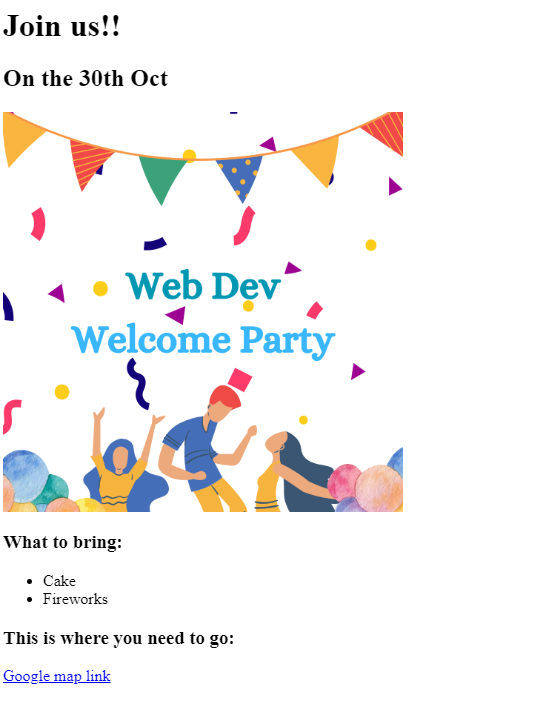 Join us!!
On the 30th Oct
Web Dev
Welcome Party
What to bring:
Cake
Fireworks
This is where you need to go:
Google map link